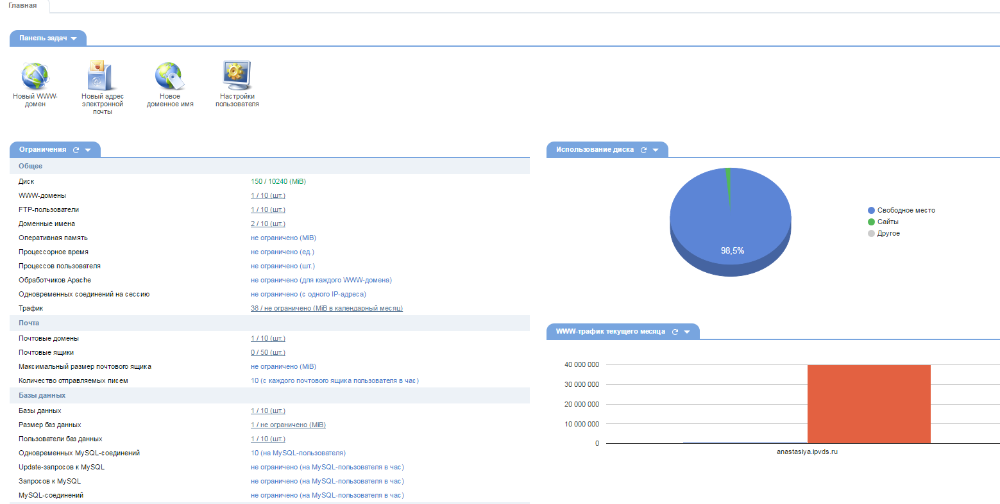 Главная
Панель задач
Новый WWW-
домен
Новый адрес
электронной
почты
Новое
доменное имя
Настройки
пользователя
Ограничения
Общее
Диск 150 / 10240 (MiB)
WWW-домены 1 / 10 (шт.)
FTP-пользователи 1 / 10 (шт.)
Доменные имена 2 / 10 (шт.)
Оперативная память не ограничено (MiB)
Процессорное время не ограничено (ед.)
Процессов пользователя не ограничено (шт.)
Обработчиков Apache не ограничено (для каждого WWW-домена)
Одновременных соединений на сессию не ограничено (с одного IP-адреса)
Трафик 38 / не ограничено (MiB в календарный месяц)
Почта
Почтовые домены 1 / 10 (шт.)
Почтовые ящики 0 / 50 (шт.)
Максимальный размер почтового ящика не ограничено (MiB)
Количество отправляемых писем 10 (с каждого почтового ящика пользователя в час)
Базы данных
Базы данных 1 / 10 (шт.)
Размер баз данных 1 / не ограничено (MiB)
Пользователи баз данных 1 / 10 (шт.)
Одновременных MySQL-соединений 10 (на MySQL-пользователя)
Update-запросов к MySQL не ограничено (на MySQL-пользователя в час)
Запросов к MySQL не ограничено (на MySQL-пользователя в час)
MySQL-соединений не ограничено (на MySQL-пользователя в час)
Использование диска
98,5%
Свободное место
Сайты
Другое
WWW-трафик текущего месяца
40 000 000
30 000 000
20 000 000
10 000 000
0
anastasiya.ipvds.ru